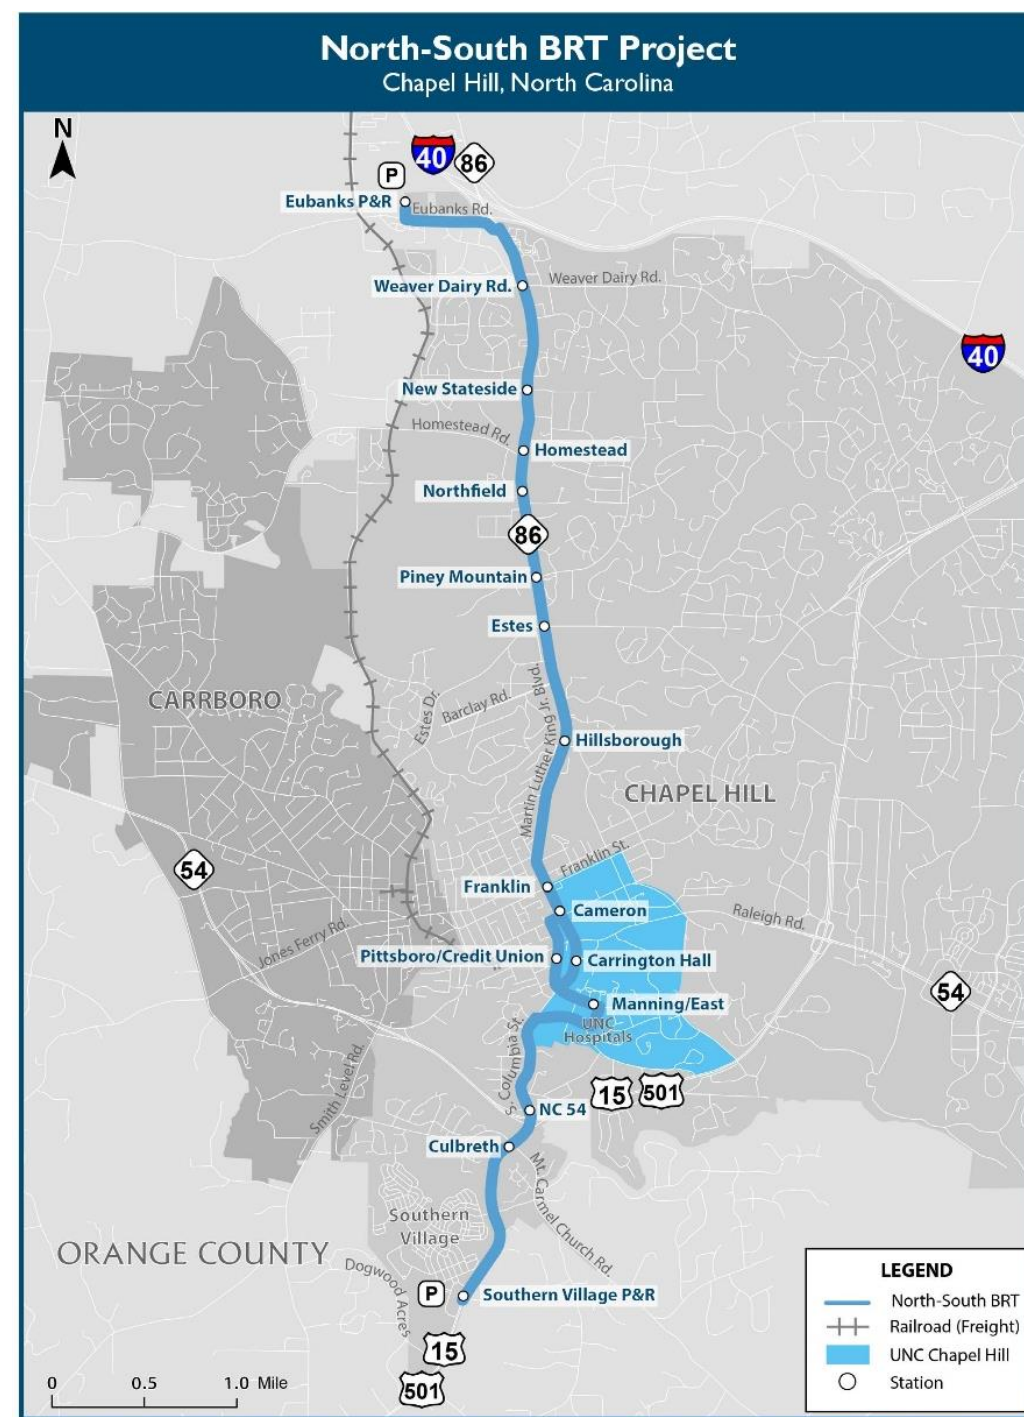 North-South BRT Project
Chapel Hill, North Carolina
N
40
86
P
Eubanks P&R
Eubanks Rd.
Weaver Dairy Rd.
Weaver Dairy Rd.
40
New Stateside
Homestead Rd.
Homestead
Northfield
86
Piney Mountain
Estes
CARRBORO
Estes Dr.
Barclay Rd.
Martin Luther King Jr. Blvd.
Hillsborough
CHAPEL HILL
54
Franklin St.
Franklin
Cameron
Raleigh Rd.
Jones Ferry Rd.
Pittsboro/Credit Union
Carrington Hall
54
Manning/East
UNC
Hospitals
S. Columbia St.
Smith Level Rd.
15
501
NC 54
Culbreth
Mt. Carmel Church Rd.
Southern
Village
ORANGE COUNTY
Dogwood Acres
P
Southern Village P&R
15
501
0
0.5
1.0 Mile
LEGEND
North-South BRT
Railroad (Freight)
UNC Chapel Hill
Station